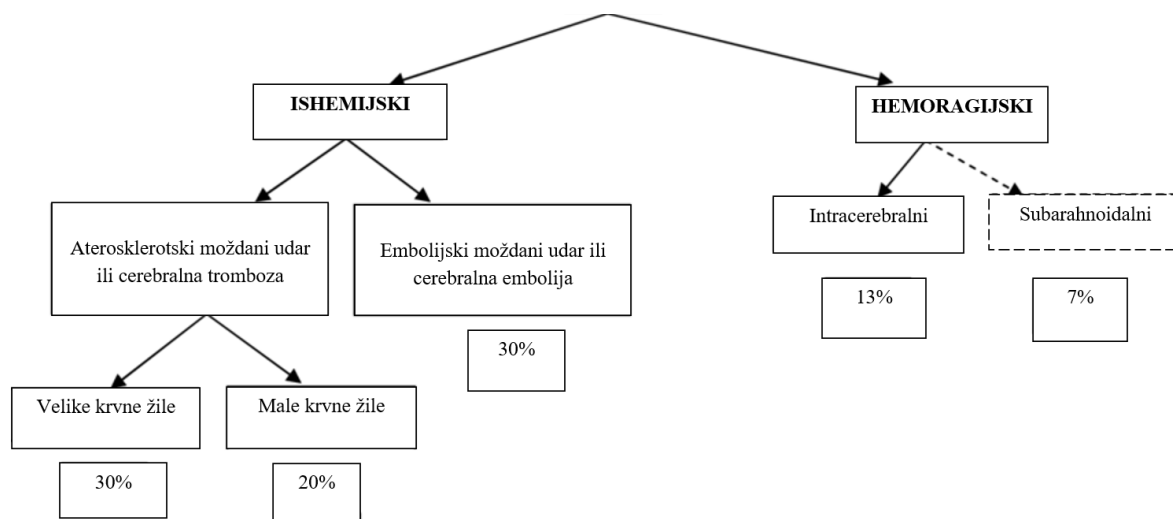 ISHEMIJSKI
HEMORAGIJSKI
Aterosklerotski moždani udar
ili cerebralna tromboza
Embolijski moždani udar ili
cerebralna embolija
Intracerebralni
Subarahnoidalni
13%
7%
30%
Velike krvne žile
Male krvne žile
30%
20%